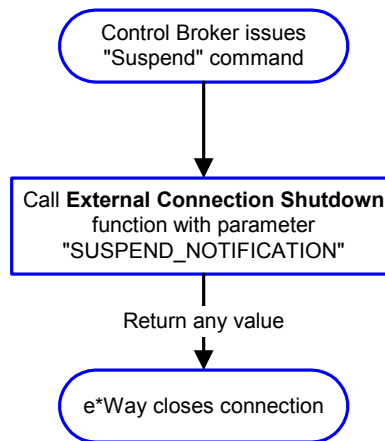 Control Broker issues
"Suspend" command
Call External Connection Shutdown
function with parameter
"SUSPEND_NOTIFICATION"
Return any value
e*Way closes connection